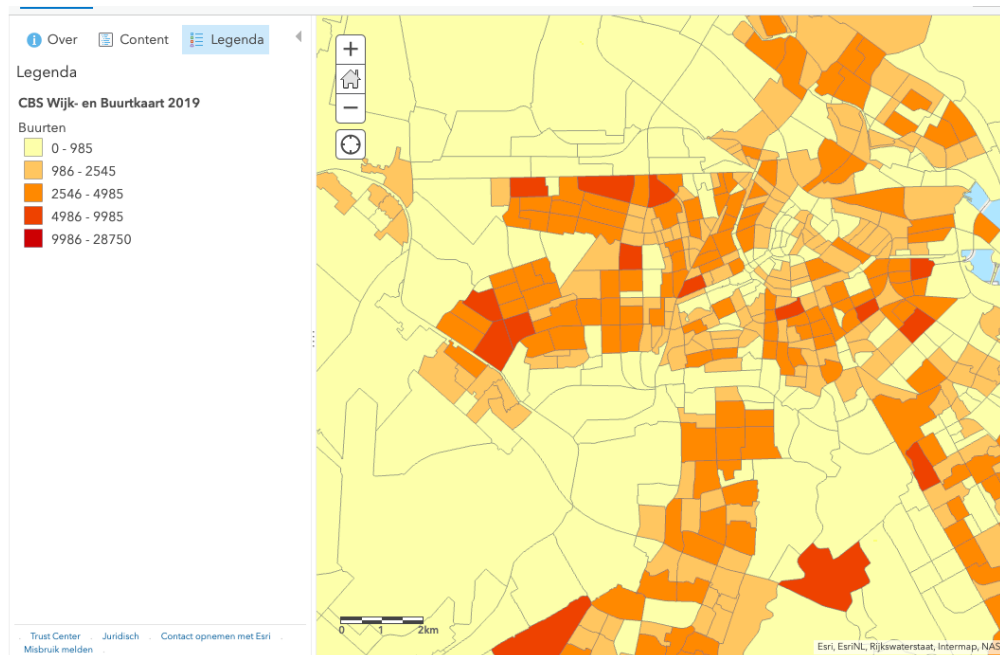 Over Content Legenda
Legenda
CBS Wijk- en Buurtkaart 2019
Buurten
0 - 985
986 - 2545
2546 - 4985
4986 - 9985
9986 - 28750
Trust Center . Juridisch . Contact opnemen met Esri .
Misbruik melden .
0 1 2km
Esri, EsriNL, Rijkswaterstaat, Intermap, NAS